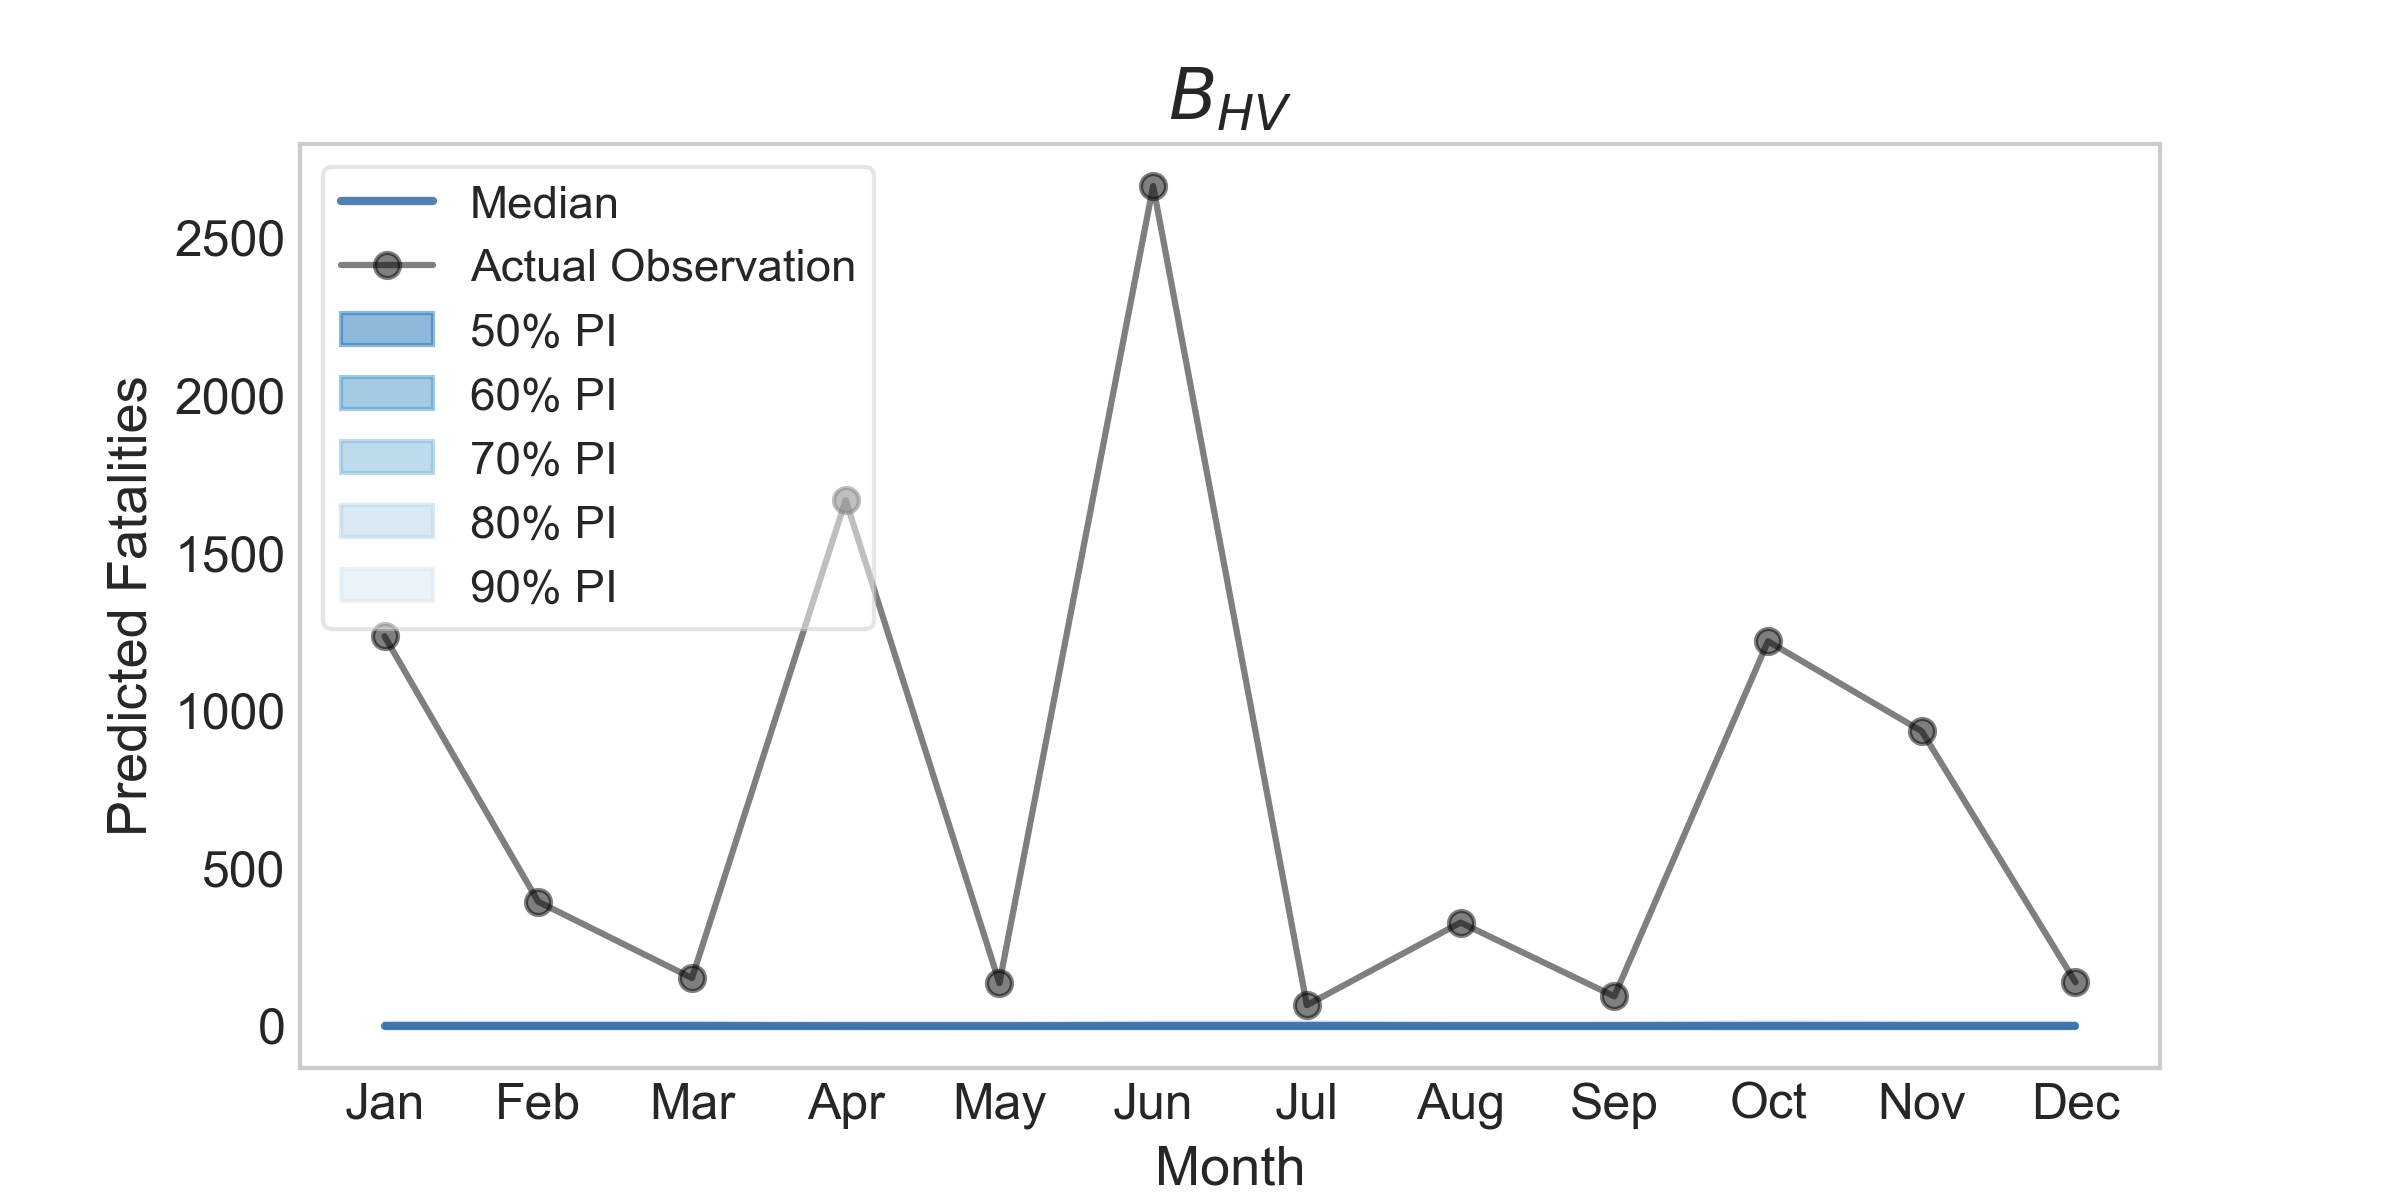 B_HV
Median
Actual Observation
50% PI
60% PI
70% PI
80% PI
90% PI
Predicted Fatalities
2500
2000
1500
1000
500
0
Jan Feb Mar Apr May Jun Jul Aug Sep Oct Nov Dec
Month